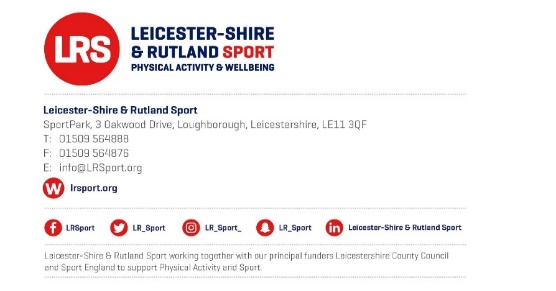 LRS
LEICESTER-SHIRE
& RUTLAND SPORT
PHYSICAL ACTIVITY & WELLBEING
Leicester-Shire & Rutland Sport
SportPark, 3 Oakwood Drive, Loughborough, Leicestershire, LE11 3QF
T: 01509 564888
F: 01509 564876
E: info@LRSport.org
W lrsport.org
f LRSport LR_Sport LR_Sport_ LR_Sport in Leicester-Shire & Rutland Sport
Leicester-Shire & Rutland Sport working together with our principal funders Leicestershire County Council
and Sport England to support Physical Activity and Sport.